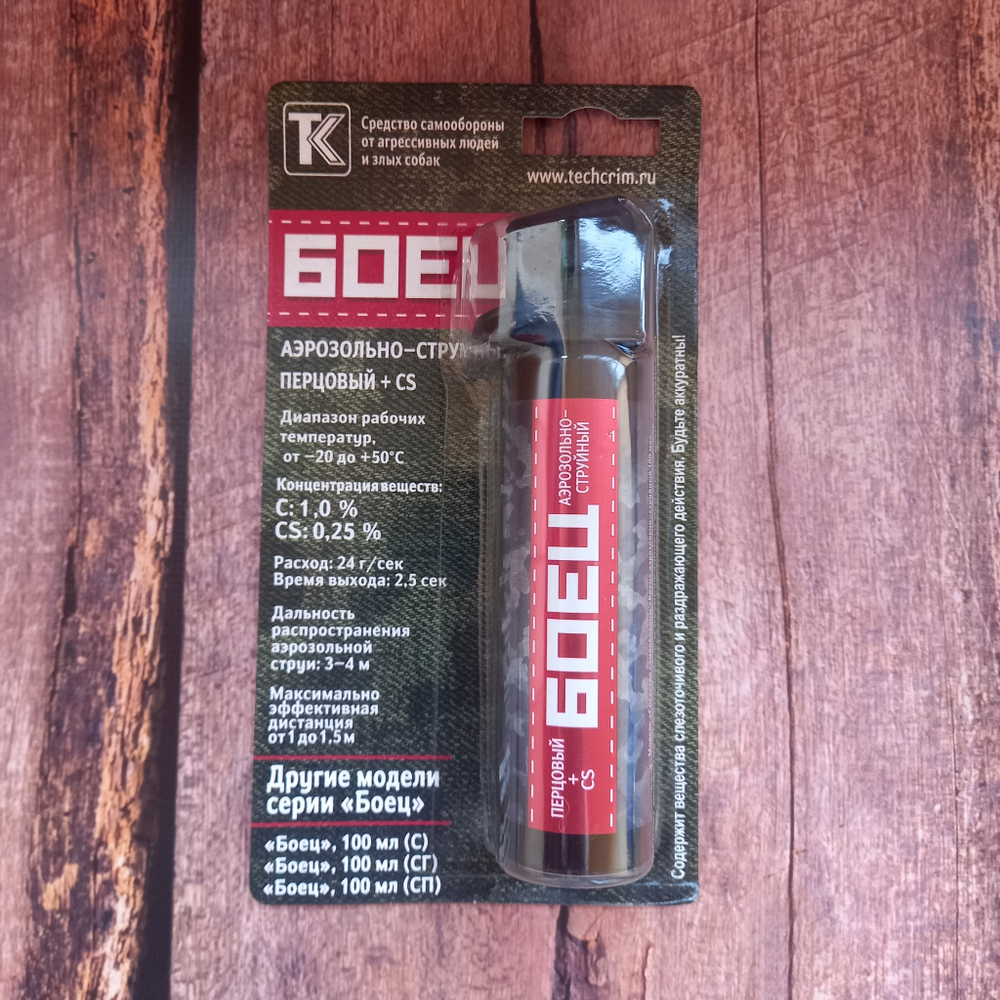 ТК
Средство самообороны
от агрессивных людей
и злых собак
www.techcrim.ru
БОЕЦ
АЭРОЗОЛЬНО-СТРУЙНЫ
ПЕРЦОВЫЙ + CS
Диапазон рабочих
температур,
от –20 до +50°C
Концентрация веществ:
C: 1,0 %
CS: 0,25 %
Расход: 24 г/сек
Время выхода: 2,5 сек
Дальность
распространения
аэрозольной
струи: 3–4 м
Максимально
эффективная
дистанция
от 1 до 1,5 м
Другие модели
серии «Боец»
«Боец», 100 мл (С)
«Боец», 100 мл (СГ)
«Боец», 100 мл (СП)
ПЕРЦОВЫЙ
+
CS
БОЕЦ
АЭРОЗОЛЬНО-
СТРУЙНЫЙ
Содержит вещества слезоточивого и раздражающего действия. Будьте аккуратны!